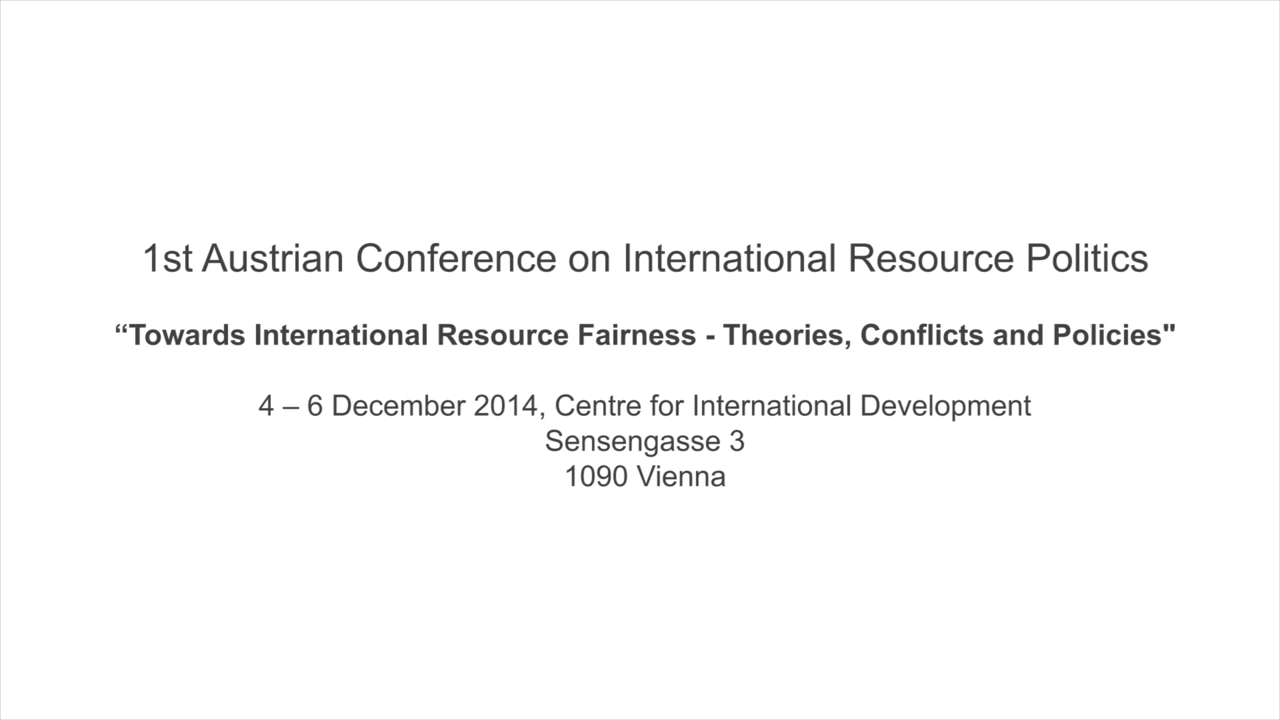 1st Austrian Conference on International Resource Politics
“Towards International Resource Fairness - Theories, Conflicts and Policies"
4 – 6 December 2014, Centre for International Development
Sensengasse 3
1090 Vienna